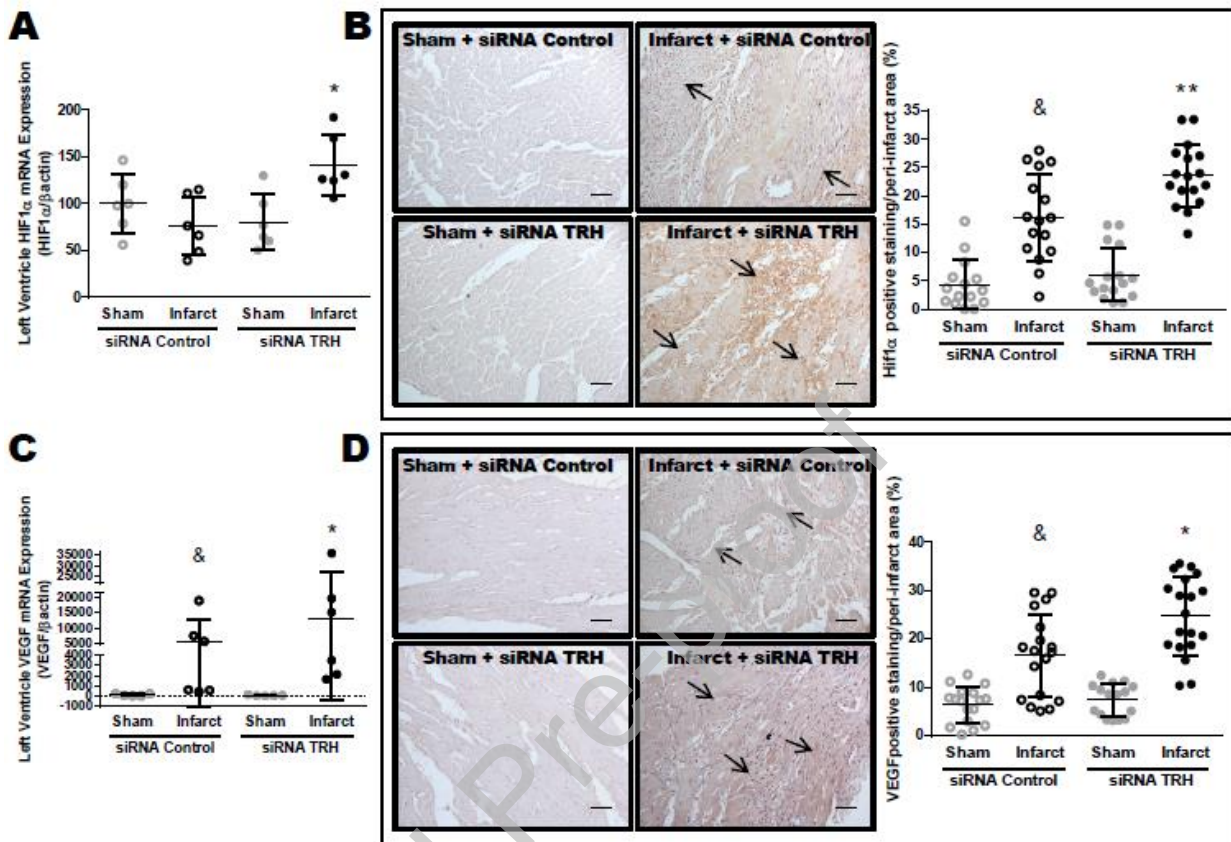 A
Left Ventricle HIF1α mRNA Expression
(HIF1α/βactin)
200
150
100
50
0
*
Sham Infarct Sham Infarct
siRNA Control siRNA TRH
B
Sham + siRNA Control
Infarct + siRNA Control
Sham + siRNA TRH
Infarct + siRNA TRH
Hif1α positive staining/peri-infarct area (%)
35
30
25
20
15
10
5
0
&
**
Sham Infarct Sham Infarct
siRNA Control siRNA TRH
C
Left Ventricle VEGF mRNA Expression
(VEGF/βactin)
35000
25000
20000
15000
10000
5000
4000
3000
2000
1000
0
-1000
&
*
Sham Infarct Sham Infarct
siRNA Control siRNA TRH
D
Sham + siRNA Control
Infarct + siRNA Control
Sham + siRNA TRH
Infarct + siRNA TRH
VEGFpositive staining/peri-infarct area (%)
40
30
20
10
0
&
*
Sham Infarct Sham Infarct
siRNA Control siRNA TRH
Pre-proof